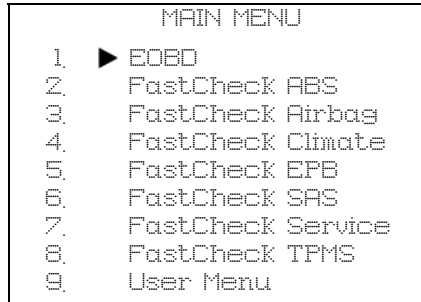 MAIN MENU
1. ► EOBD
2. FastCheck ABS
3. FastCheck Airbag
4. FastCheck Climate
5. FastCheck EPB
6. FastCheck SAS
7. FastCheck Service
8. FastCheck TPMS
9. User Menu